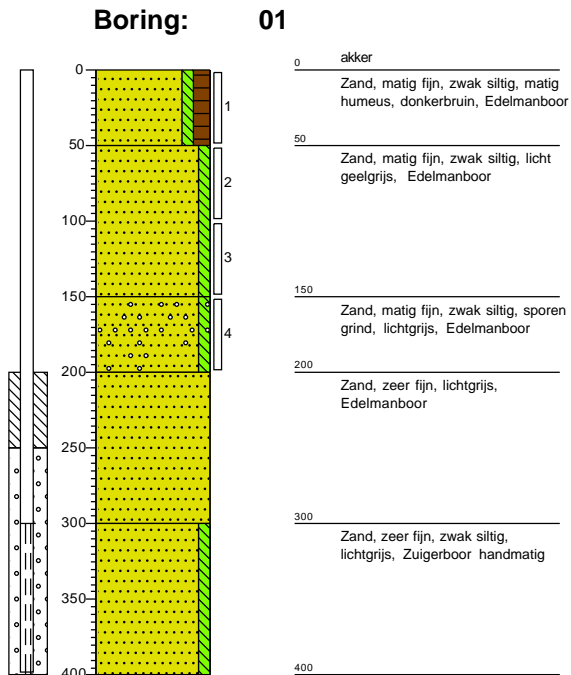 Boring: 01
0
50
100
150
200
250
300
350
400
1
2
3
4
0 akker
Zand, matig fijn, zwak siltig, matig
humeus, donkerbruin, Edelmanboor
50
Zand, matig fijn, zwak siltig, licht
geelgrijs, Edelmanboor
150
Zand, matig fijn, zwak siltig, sporen
grind, lichtgrijs, Edelmanboor
200
Zand, zeer fijn, lichtgrijs,
Edelmanboor
300
Zand, zeer fijn, zwak siltig,
lichtgrijs, Zuigerboor handmatig
400